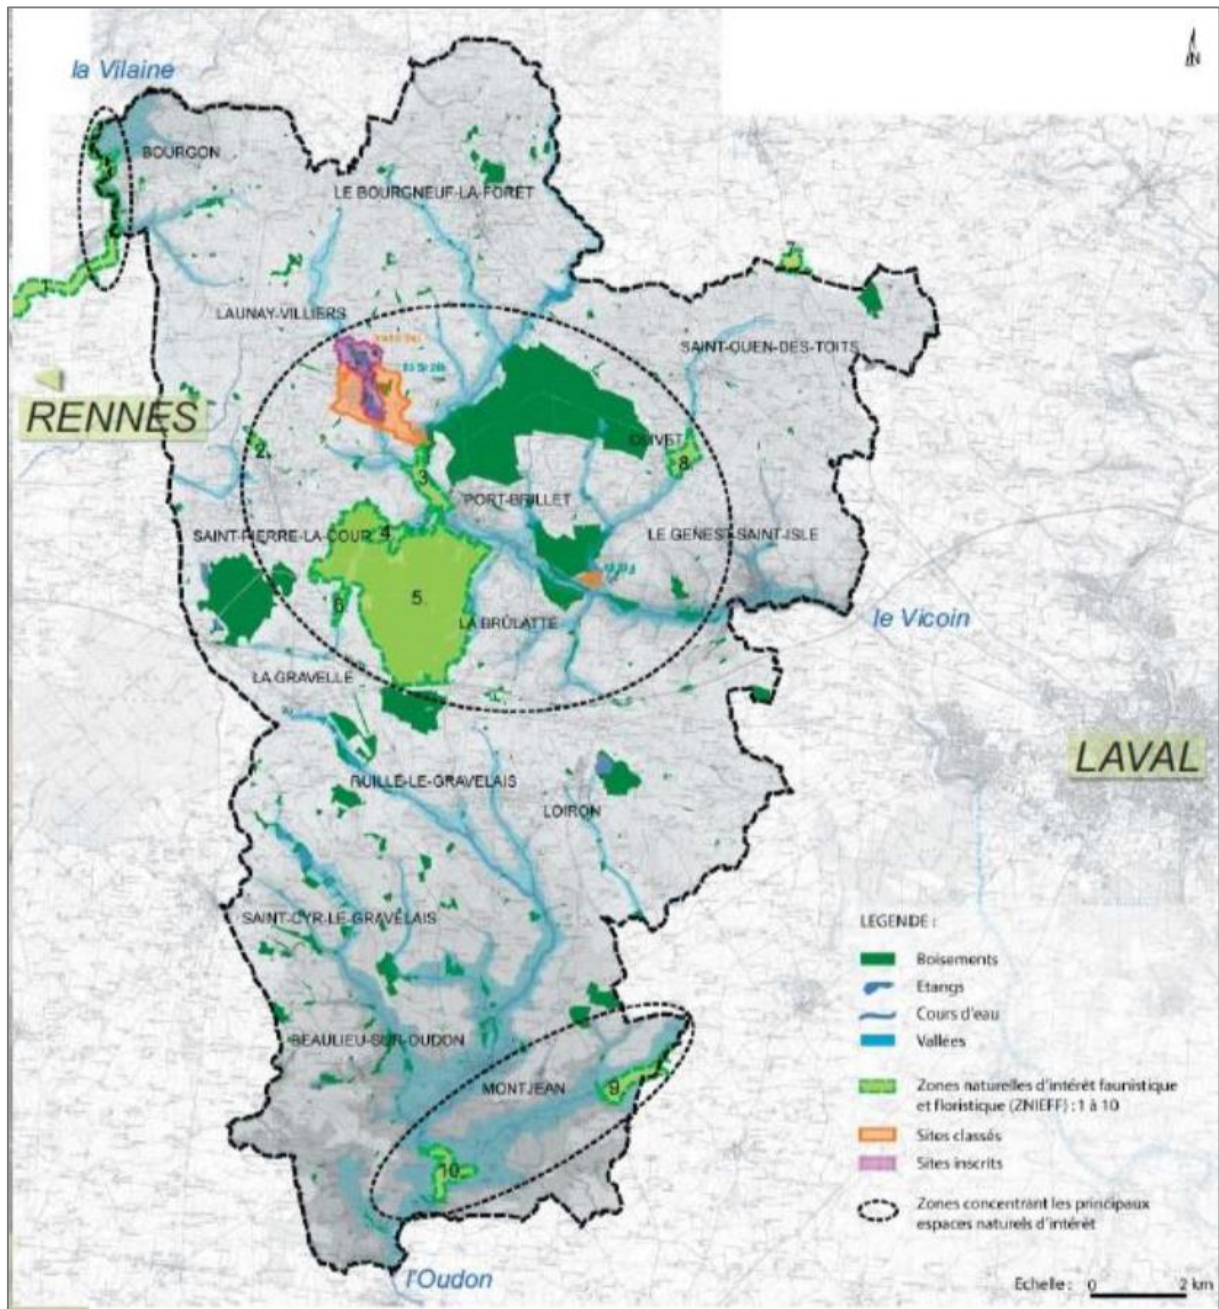 la Vilaine
N
BOURGON
LE BOURGNEUF-LA-FORÊT
1
7
LAUNAY-VILLIERS
SAINT-OUEN-DES-TOITS
RENNES
OLIVET
2.
8
3
PORT-BRILLET
SAINT-PIERRE-LA-COUR
4
LE GENEST-SAINT-ISLE
5.
6
LA BRÛLATTE
le Vicoin
LA GRAVELLE
LAVAL
RUILLE-LE-GRAVELAIS
LOIRON
SAINT-CYR-LE-GRAVELAIS
LEGENDE :
Boisements
Etangs
Cours d'eau
Vallées
BEAULIEU-SUR-OUDON
MONTJEAN
9
Zones naturelles d'intérêt faunistique
et floristique (ZNIEFF) : 1 à 10
Sites classés
10
Sites inscrits
Zones concentrant les principaux
espaces naturels d'intérêt
l'Oudon
Echelle : 0 2 km